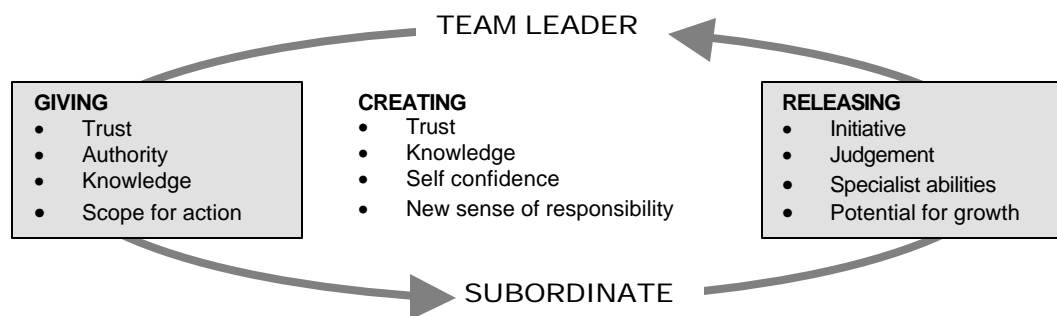 TEAM LEADER
GIVING
• Trust
• Authority
• Knowledge
• Scope for action
CREATING
• Trust
• Knowledge
• Self confidence
• New sense of responsibility
RELEASING
• Initiative
• Judgement
• Specialist abilities
• Potential for growth
SUBORDINATE